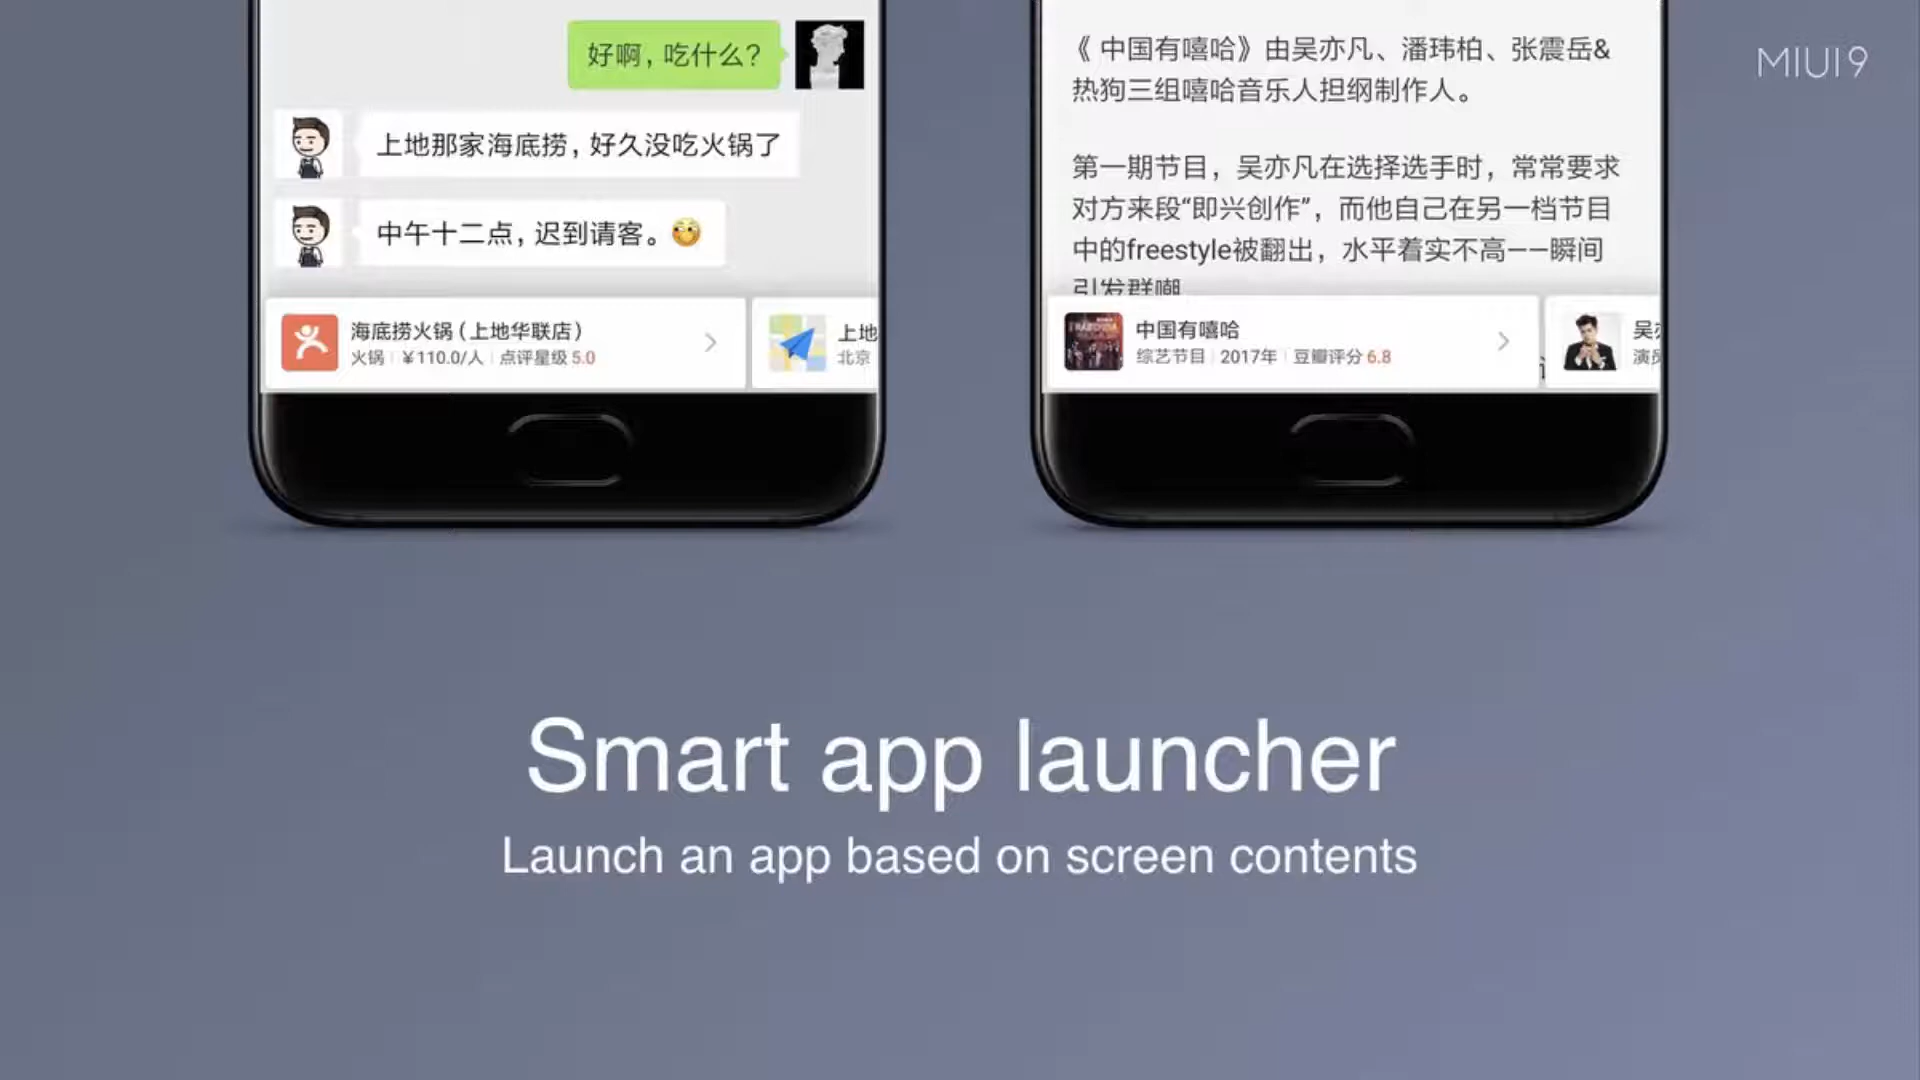 好啊，吃什么？
上地那家海底捞，好久没吃火锅了
中午十二点，迟到请客。
海底捞火锅（上地华联店）
火锅 | ￥110.0/人 | 点评星级 5.0
上地
北京
《 中国有嘻哈》由吴亦凡、潘玮柏、张震岳&
热狗三组嘻哈音乐人担纲制作人。
第一期节目，吴亦凡在选择选手时，常常要求
对方来段“即兴创作”，而他自己在另一档节目
中的freestyle被翻出，水平着实不高——瞬间
引发群嘲
中国有嘻哈
综艺节目 | 2017年 | 豆瓣评分 6.8
吴
演员
MIUI 9
Smart app launcher
Launch an app based on screen contents